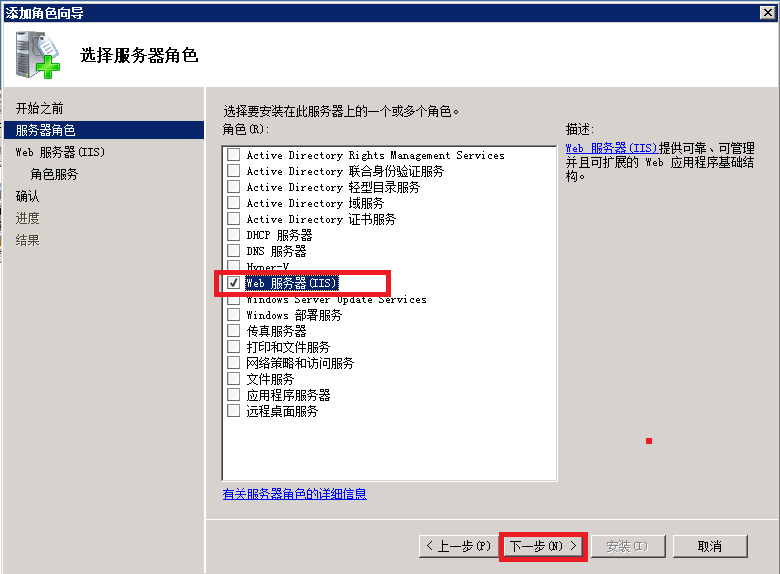 添加角色向导
选择服务器角色
开始之前
服务器角色
Web 服务器(IIS)
角色服务
确认
进度
结果
选择要安装在此服务器上的一个或多个角色。
角色(R):
Active Directory Rights Management Services
Active Directory 联合身份验证服务
Active Directory 轻型目录服务
Active Directory 域服务
Active Directory 证书服务
DHCP 服务器
DNS 服务器
Hyper-V
Web 服务器(IIS)
Windows Server Update Services
Windows 部署服务
传真服务器
打印和文件服务
网络策略和访问服务
文件服务
应用程序服务器
远程桌面服务
有关服务器角色的详细信息
描述:
Web 服务器(IIS)提供可靠、可管理
并且可扩展的 Web 应用程序基础结
构。
< 上一步(P)
下一步(N) >
安装(I)
取消